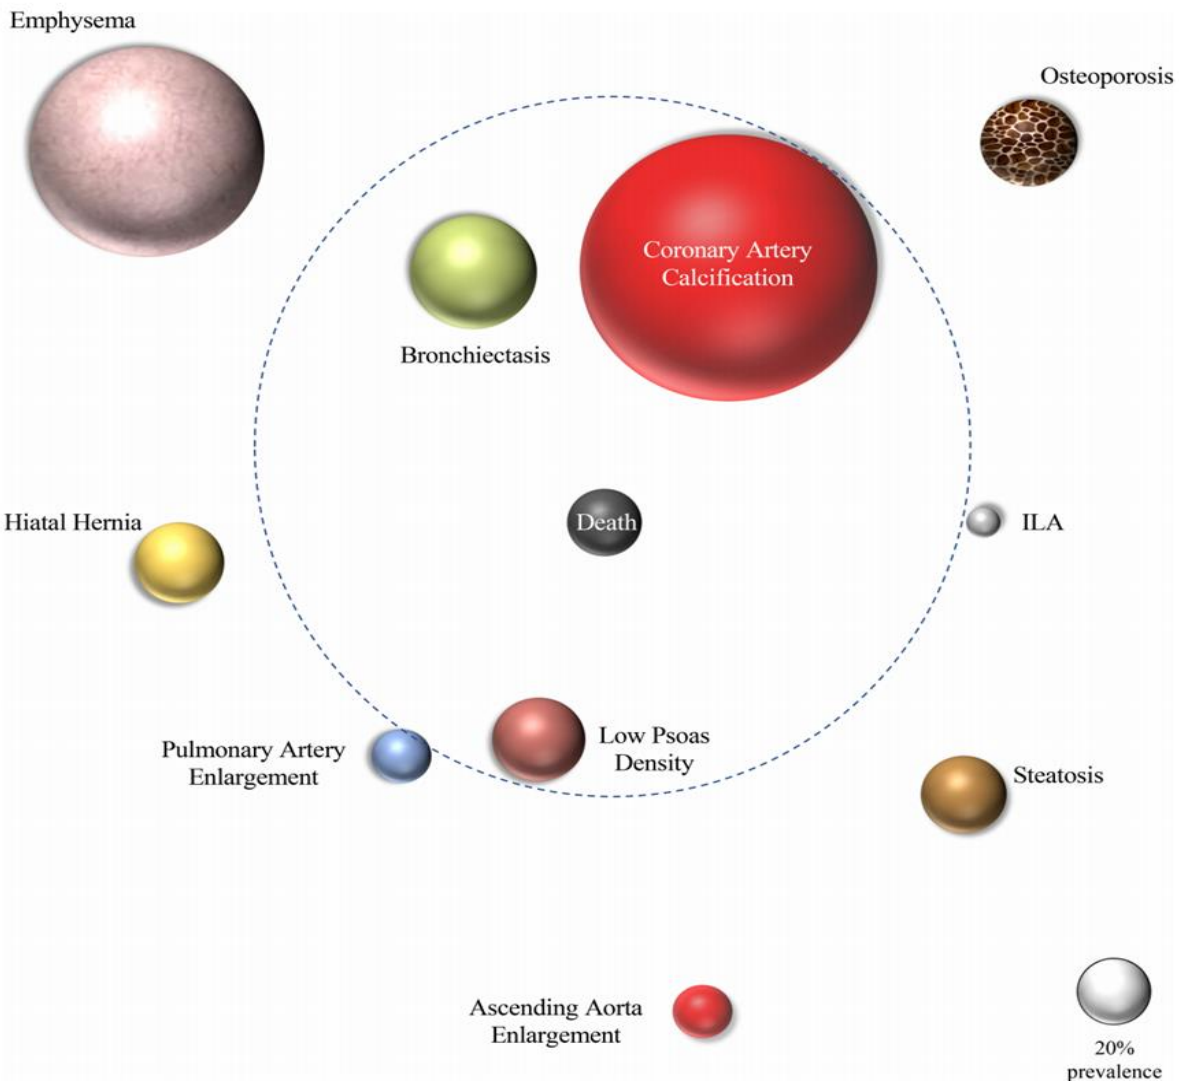 Emphysema
Osteoporosis
Coronary Artery
Calcification
Bronchiectasis
Hiatal Hernia
Death
ILA
Pulmonary Artery
Enlargement
Low Psoas
Density
Steatosis
Ascending Aorta
Enlargement
20%
prevalence